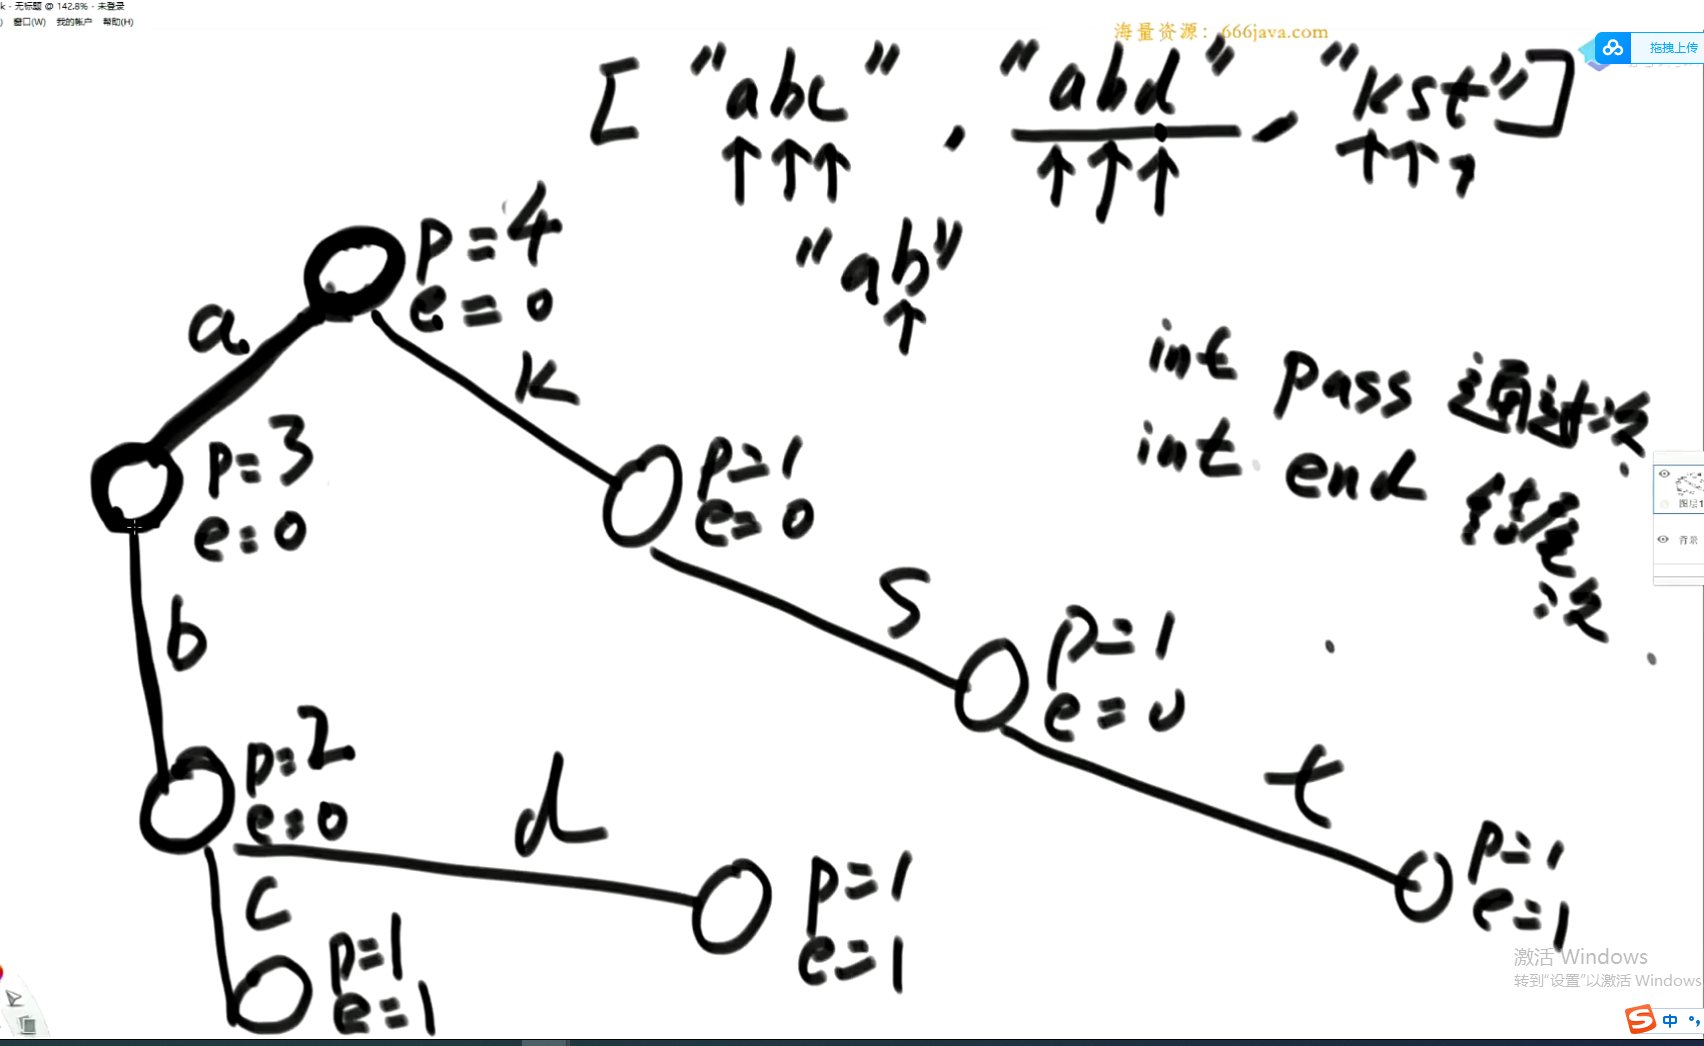 k - 无标题 @ 142.8% - 未登录
) 窗口(W) 我的帐户 帮助(H)
海量资源：666java.com
拖拽上传
["abc", "abd", "kst"]
"ab"
p=4
e=0
a
k
int pass 通过次
int end 结尾次
p=3
e=0
p=1
e=0
图层1
背景
b
s
p=1
e=0
p=2
e=0
d
t
c
p=1
e=1
p=1
e=1
p=1
e=1
激活 Windows
转到"设置"以激活 Windows
S 中